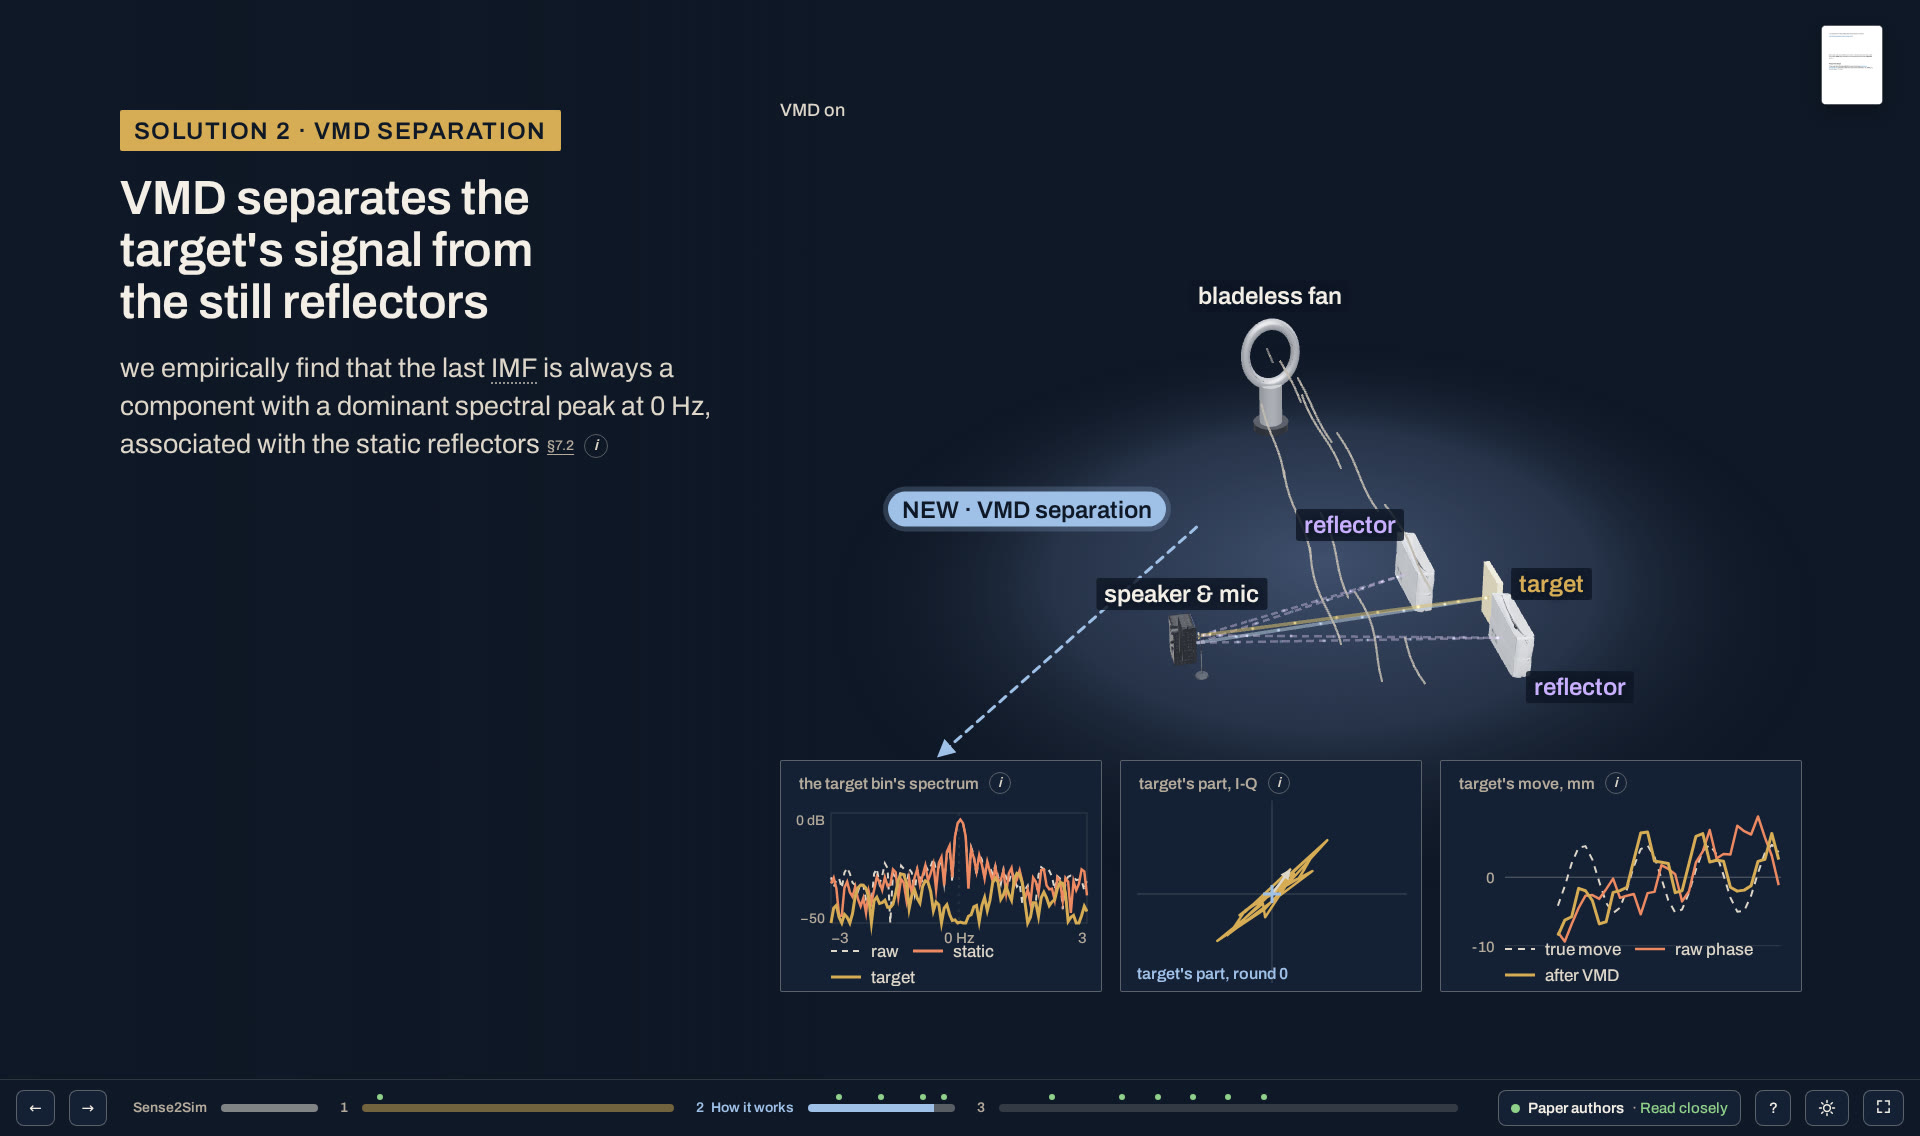 SOLUTION 2 · VMD SEPARATION
VMD separates the
target's signal from
the still reflectors
we empirically find that the last IMF is always a
component with a dominant spectral peak at 0 Hz,
associated with the static reflectors §7.2 i
VMD on
bladeless fan
NEW · VMD separation
reflector
speaker & mic
target
reflector
the target bin's spectrum i
0 dB
−50
−3
0 Hz
3
raw
static
target
target's part, I-Q i
target's part, round 0
target's move, mm i
0
-10
true move
raw phase
after VMD
← → Sense2Sim 1 2 How it works 3 Paper authors · Read closely ?